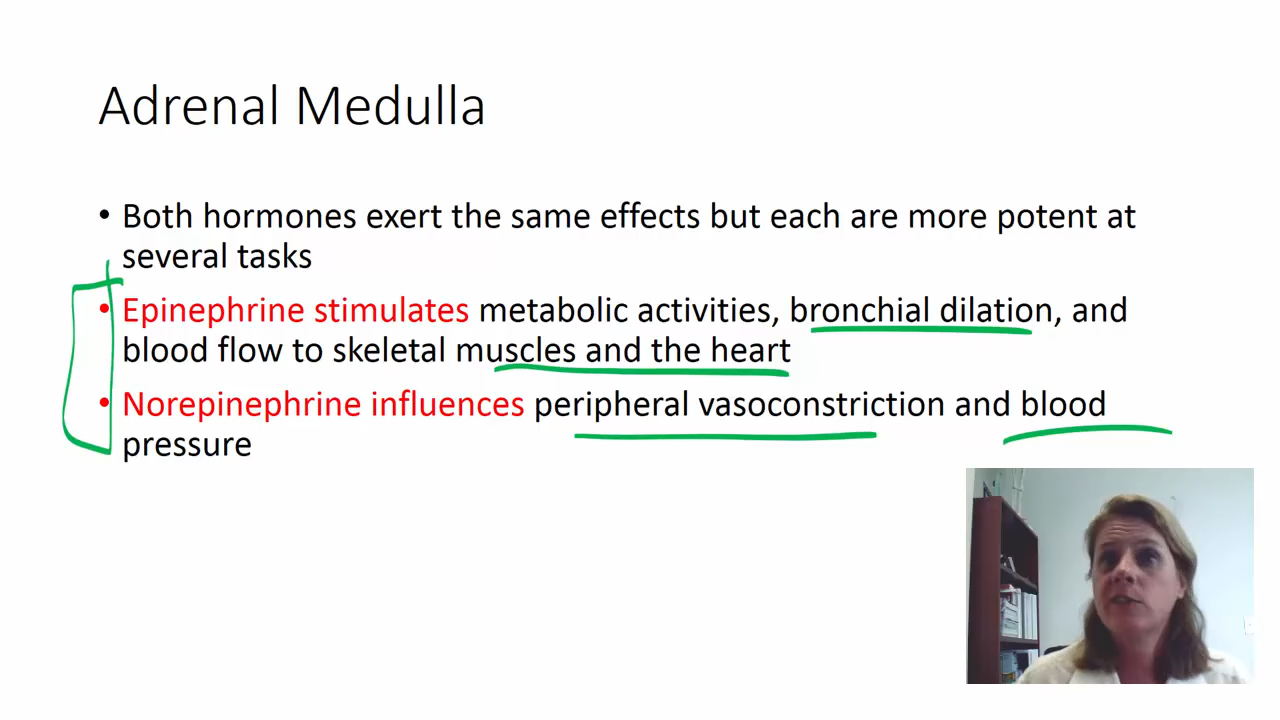 Adrenal Medulla
• Both hormones exert the same effects but each are more potent at
several tasks
• Epinephrine stimulates metabolic activities, bronchial dilation, and
blood flow to skeletal muscles and the heart
• Norepinephrine influences peripheral vasoconstriction and blood
pressure